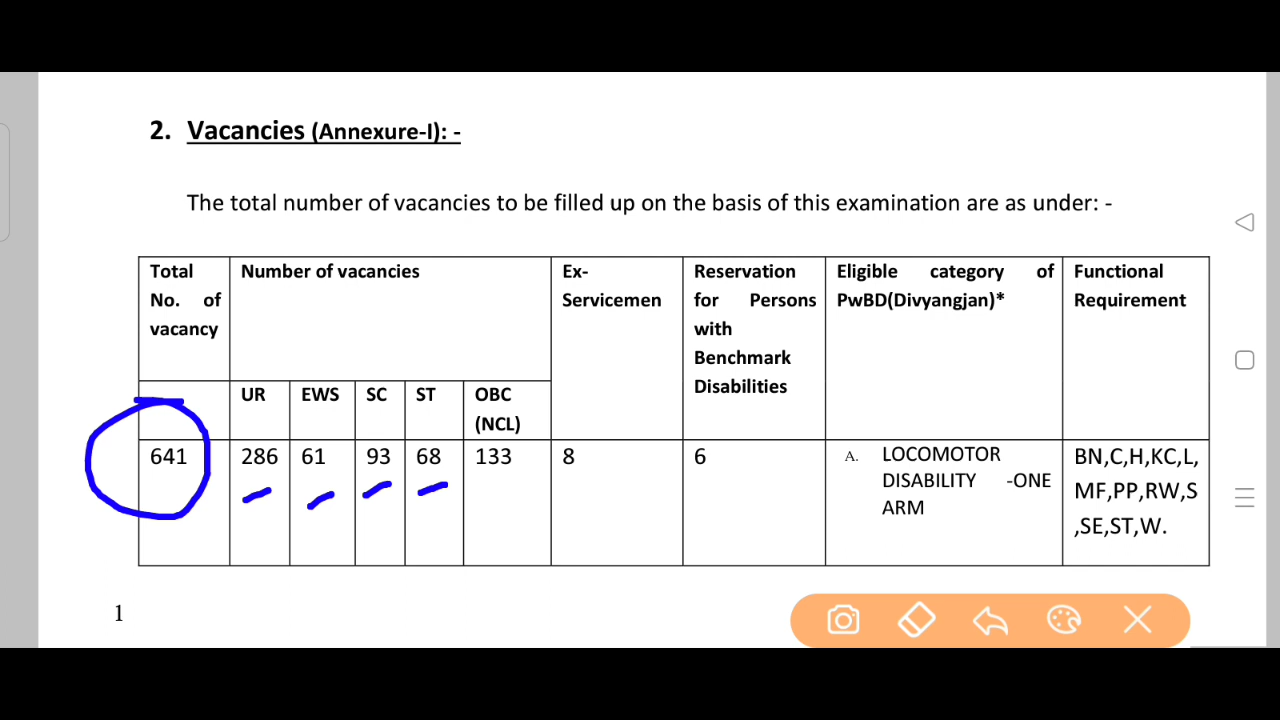 2. Vacancies (Annexure-I): -
The total number of vacancies to be filled up on the basis of this examination are as under: -
Total No. of vacancy
Number of vacancies
Ex-Servicemen
Reservation for Persons with Benchmark Disabilities
Eligible category of PwBD(Divyangjan)*
Functional Requirement
UR EWS SC ST OBC (NCL)
641 286 61 93 68 133 8 6
A. LOCOMOTOR
DISABILITY -ONE
ARM
BN,C,H,KC,L,
MF,PP,RW,S
,SE,ST,W.
1